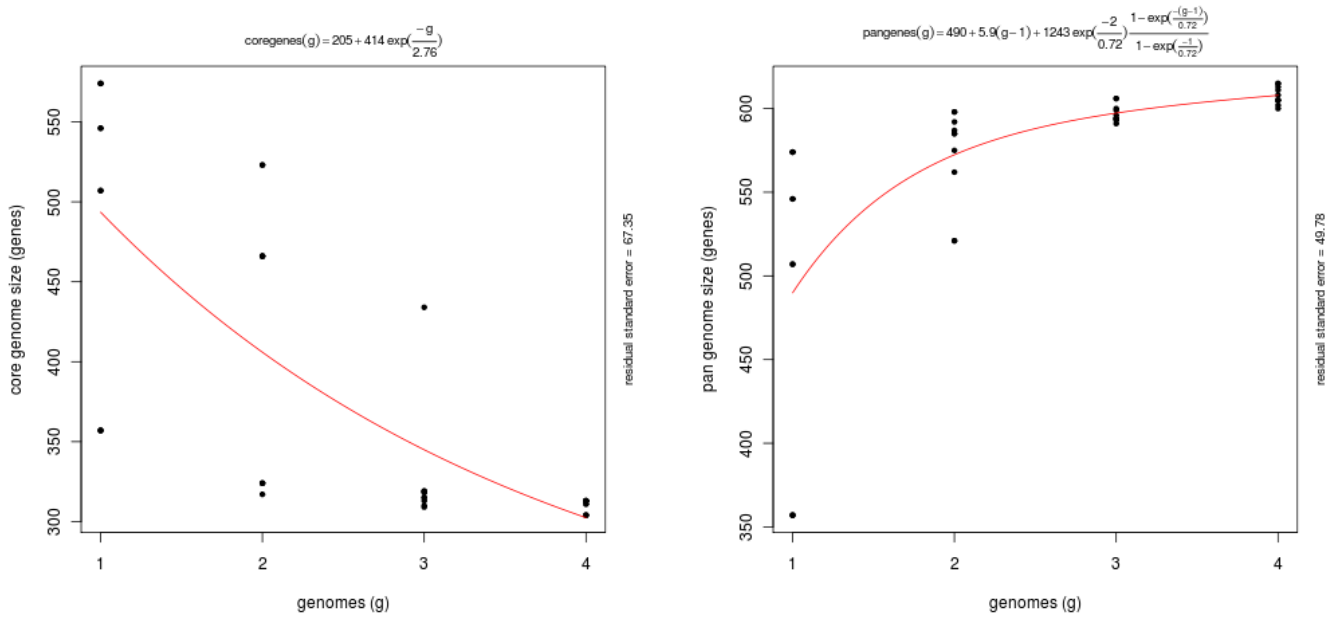 coregenes(g) = 205 + 414 exp(−g/2.76)
core genome size (genes)
550
500
450
400
350
300
1 2 3 4
genomes (g)
residual standard error = 67.35
pangenes(g) = 490 + 5.9(g−1) + 1243 exp(−2/0.72) (1 − exp(−(g−1)/0.72))/(1 − exp(−1/0.72))
pan genome size (genes)
600
550
500
450
400
350
1 2 3 4
genomes (g)
residual standard error = 49.78